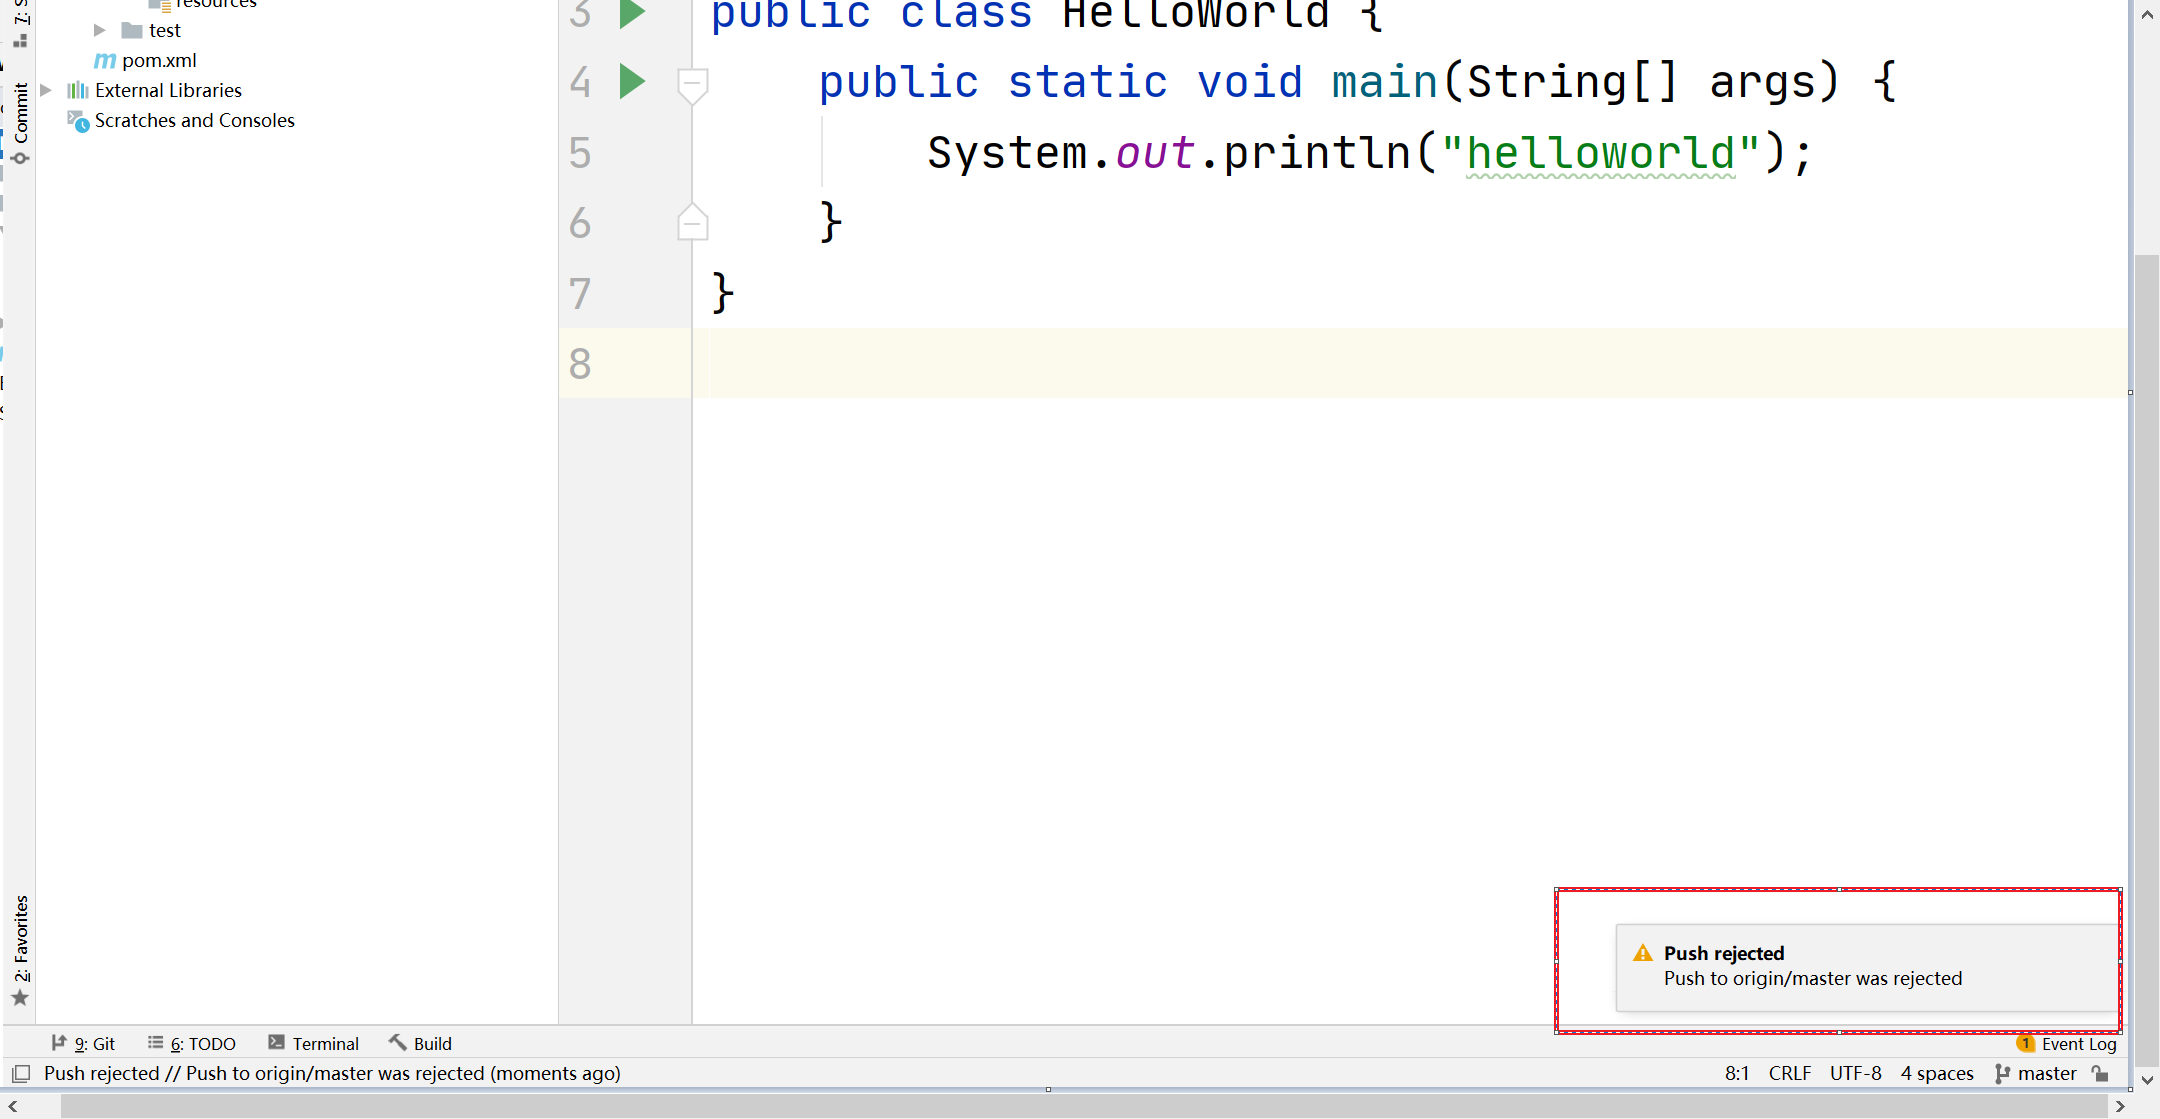 resources
test
pom.xml
External Libraries
Scratches and Consoles
Commit
2: Favorites
3 public class HelloWorld {
4 public static void main(String[] args) {
5 System.out.println("helloworld");
6 }
7 }
8
Push rejected
Push to origin/master was rejected
9: Git 6: TODO Terminal Build 1 Event Log
Push rejected // Push to origin/master was rejected (moments ago) 8:1 CRLF UTF-8 4 spaces master